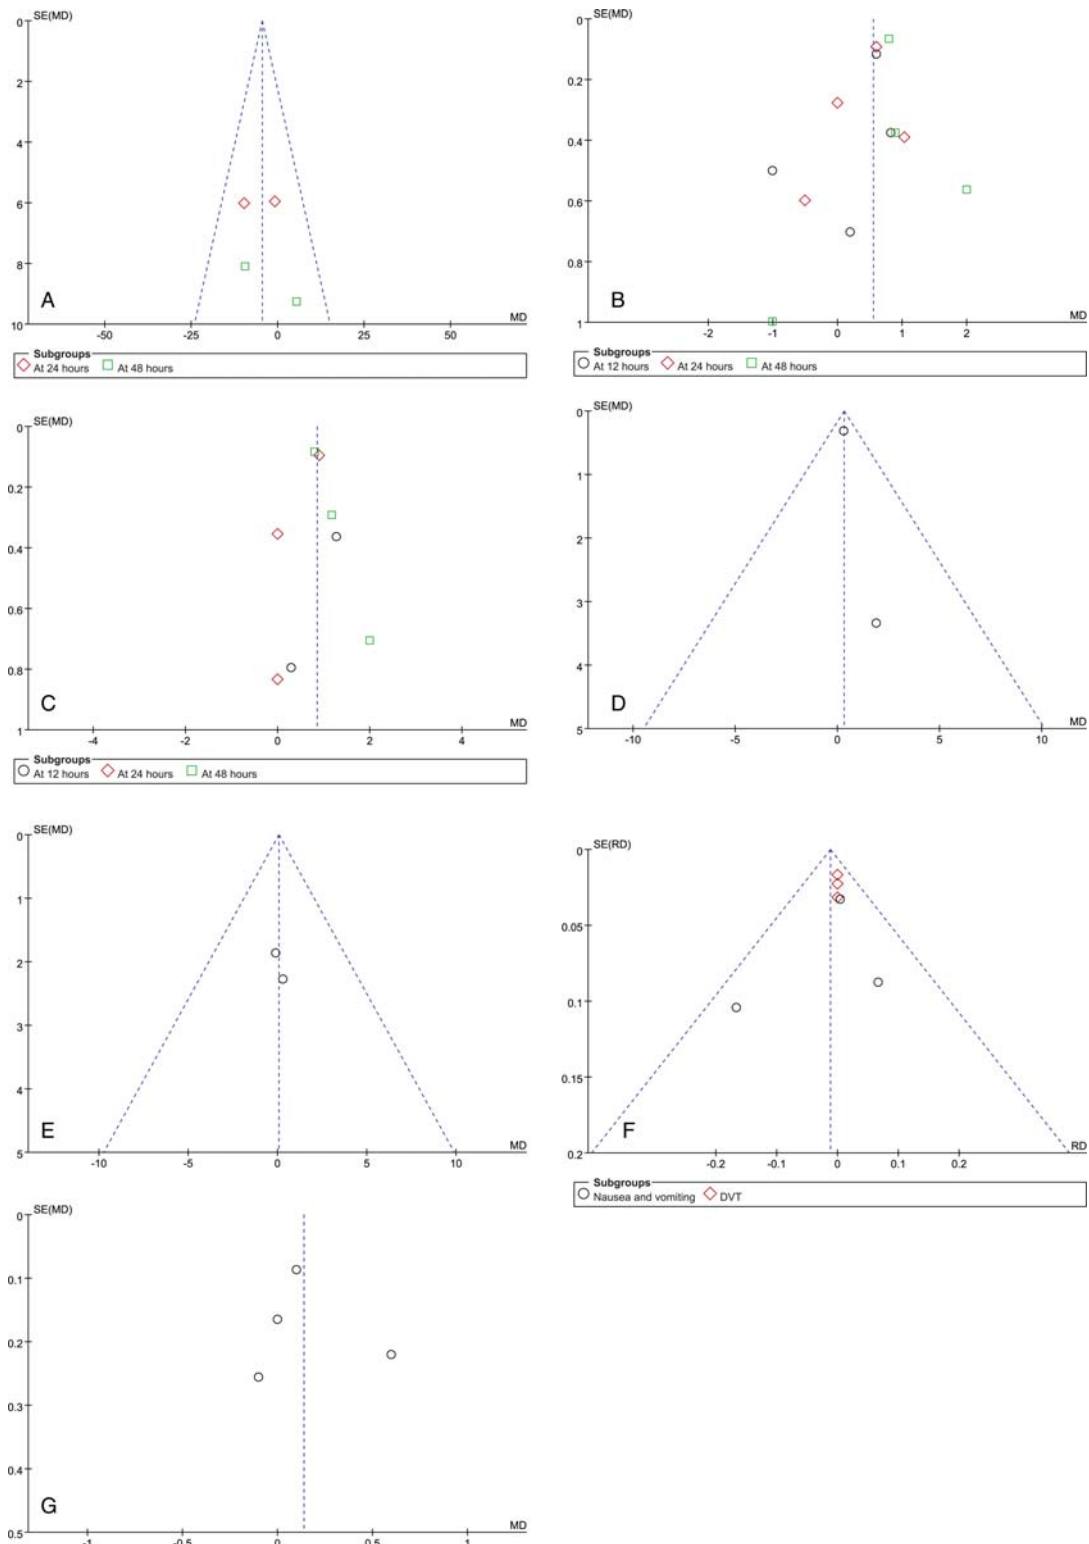 SE(MD)
0
2
4
6
8
10
A
-50 -25 0 25 50
MD
Subgroups
At 24 hours At 48 hours
SE(MD)
0
0.2
0.4
0.6
0.8
1
B
-2 -1 0 1 2
MD
Subgroups
At 12 hours At 24 hours At 48 hours
SE(MD)
0
0.2
0.4
0.6
0.8
1
C
-4 -2 0 2 4
MD
Subgroups
At 12 hours At 24 hours At 48 hours
SE(MD)
0
1
2
3
4
5
D
-10 -5 0 5 10
MD
SE(MD)
0
1
2
3
4
5
E
-10 -5 0 5 10
MD
SE(RD)
0
0.05
0.1
0.15
0.2
F
-0.2 -0.1 0 0.1 0.2
RD
Subgroups
Nausea and vomiting DVT
SE(MD)
0
0.1
0.2
0.3
0.4
0.5
G
-1 -0.5 0 0.5 1
MD